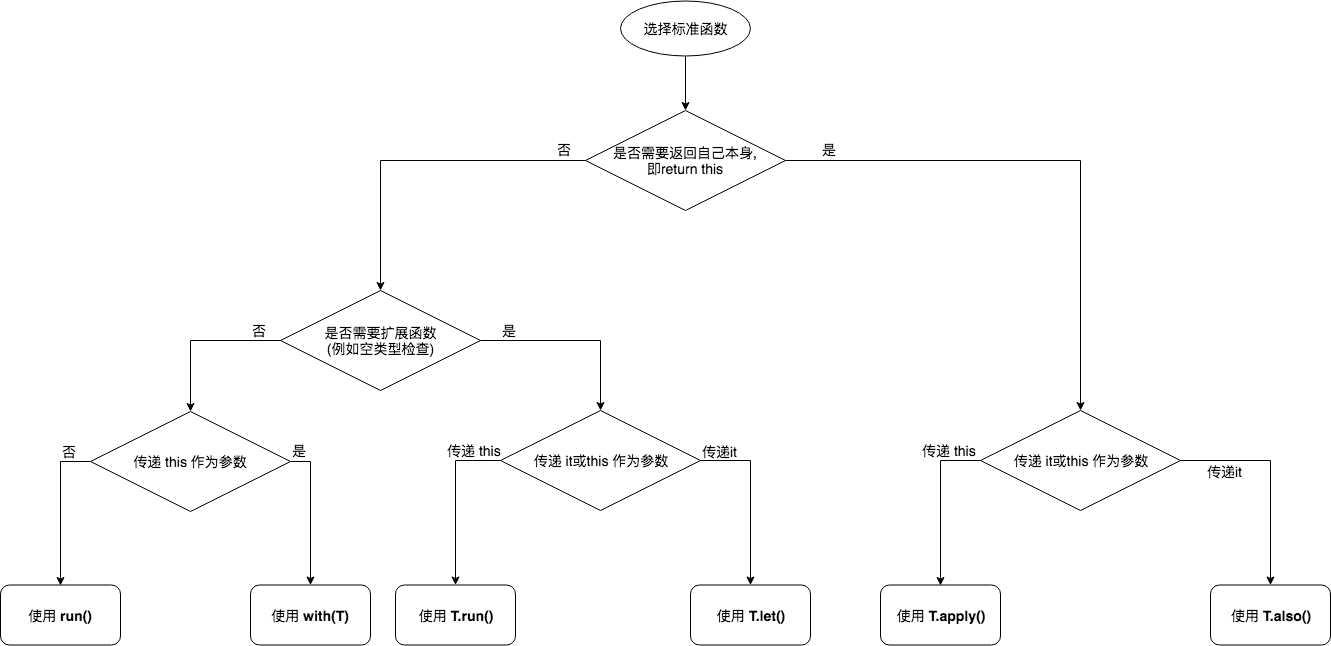 选择标准函数
否
是否需要返回自己本身,
即return this
是
否
是否需要扩展函数
(例如空类型检查)
是
否
传递 this 作为参数
是
传递 this
传递 it或this 作为参数
传递it
传递 this
传递 it或this 作为参数
传递it
使用 run()
使用 with(T)
使用 T.run()
使用 T.let()
使用 T.apply()
使用 T.also()